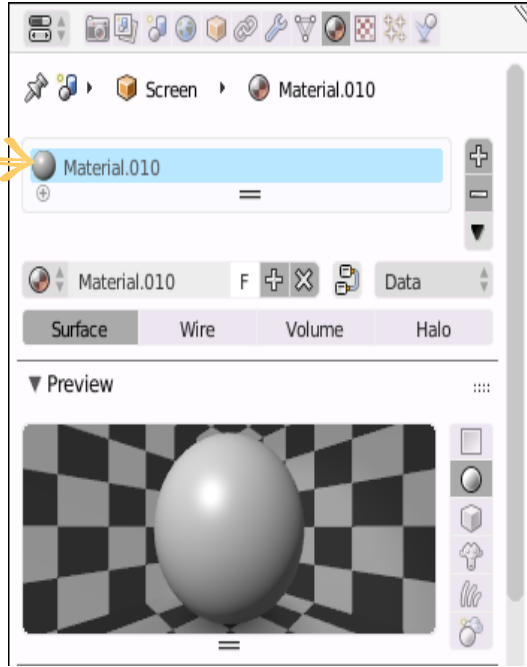 Screen Material.010
Material.010
Material.010 F Data
Surface Wire Volume Halo
Preview